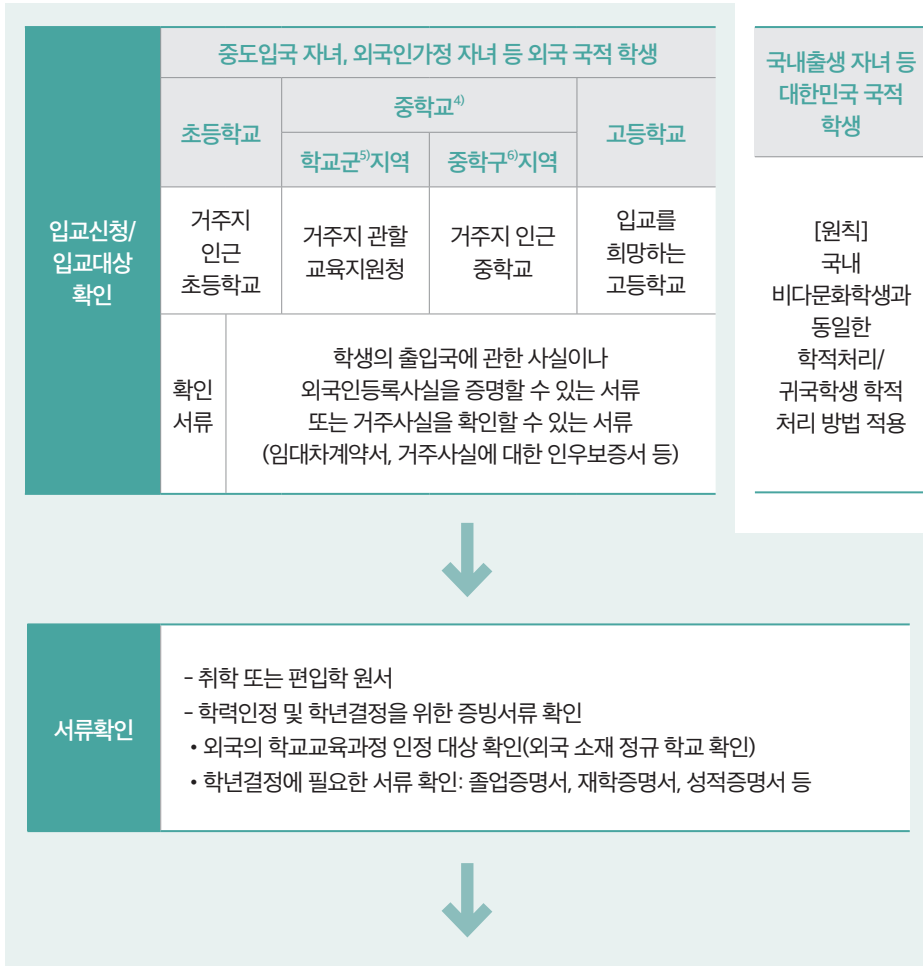 중도입국 자녀, 외국인가정 자녀 등 외국 국적 학생
초등학교
중학교4)
고등학교
학교군5)지역
중학구6)지역
입교신청/
입교대상
확인
거주지
인근
초등학교
거주지 관할
교육지원청
거주지 인근
중학교
입교를
희망하는
고등학교
확인
서류
학생의 출입국에 관한 사실이나
외국인등록사실을 증명할 수 있는 서류
또는 거주사실을 확인할 수 있는 서류
(임대차계약서, 거주사실에 대한 인우보증서 등)
국내출생 자녀 등
대한민국 국적
학생
[원칙]
국내
비다문화학생과
동일한
학적처리/
귀국학생 학적
처리 방법 적용
서류확인
- 취학 또는 편입학 원서
- 학력인정 및 학년결정을 위한 증빙서류 확인
• 외국의 학교교육과정 인정 대상 확인(외국 소재 정규 학교 확인)
• 학년결정에 필요한 서류 확인: 졸업증명서, 재학증명서, 성적증명서 등